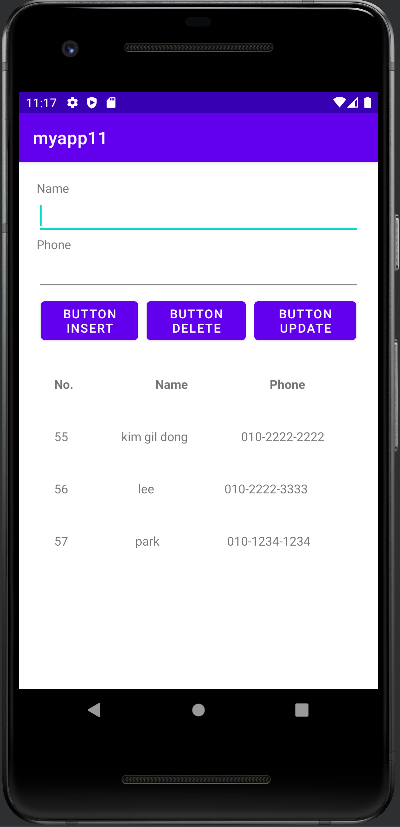 11:17
myapp11
Name
Phone
BUTTON INSERT
BUTTON DELETE
BUTTON UPDATE
No. Name Phone
55 kim gil dong 010-2222-2222
56 lee 010-2222-3333
57 park 010-1234-1234